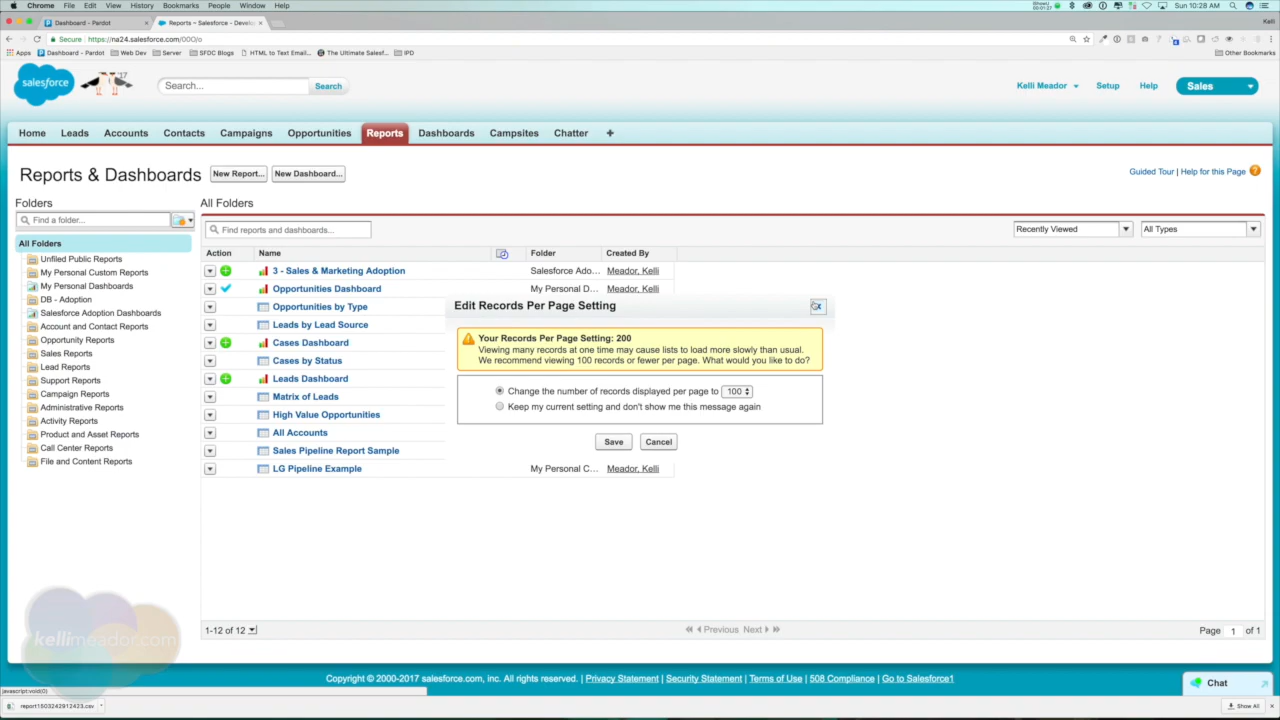 Chrome File Edit View History Bookmarks People Window Help
Sun 10:28 AM
Dashboard - Pardot
Reports ~ Salesforce - Develo
Kelli
Secure https://na24.salesforce.com/00O/o
Apps Dashboard - Pardot Web Dev Server SFDC Blogs HTML to Text Email... The Ultimate Salesf... IPD Other Bookmarks
salesforce
'17
Search...
Search
Kelli Meador
Setup
Help
Sales
Home Leads Accounts Contacts Campaigns Opportunities Reports Dashboards Campsites Chatter +
Reports & Dashboards
New Report...
New Dashboard...
Guided Tour | Help for this Page
Folders
All Folders
Find a folder...
Find reports and dashboards...
Recently Viewed
All Types
All Folders
Unfiled Public Reports
My Personal Custom Reports
My Personal Dashboards
DB - Adoption
Salesforce Adoption Dashboards
Account and Contact Reports
Opportunity Reports
Sales Reports
Lead Reports
Support Reports
Campaign Reports
Administrative Reports
Activity Reports
Product and Asset Reports
Call Center Reports
File and Content Reports
Action Name Folder Created By
3 - Sales & Marketing Adoption Salesforce Ado... Meador, Kelli
Opportunities Dashboard My Personal D... Meador, Kelli
Opportunities by Type
Leads by Lead Source
Cases Dashboard
Cases by Status
Leads Dashboard
Matrix of Leads
High Value Opportunities
All Accounts
Sales Pipeline Report Sample
LG Pipeline Example My Personal C... Meador, Kelli
Edit Records Per Page Setting
Your Records Per Page Setting: 200
Viewing many records at one time may cause lists to load more slowly than usual.
We recommend viewing 100 records or fewer per page. What would you like to do?
Change the number of records displayed per page to 100
Keep my current setting and don't show me this message again
Save
Cancel
1-12 of 12
Previous Next
Page 1 of 1
kellimeador.com
Copyright © 2000-2017 salesforce.com, inc. All rights reserved. | Privacy Statement | Security Statement | Terms of Use | 508 Compliance | Go to Salesforce1
Chat
javascript:void(0)
report1503242912423.csv
Show All